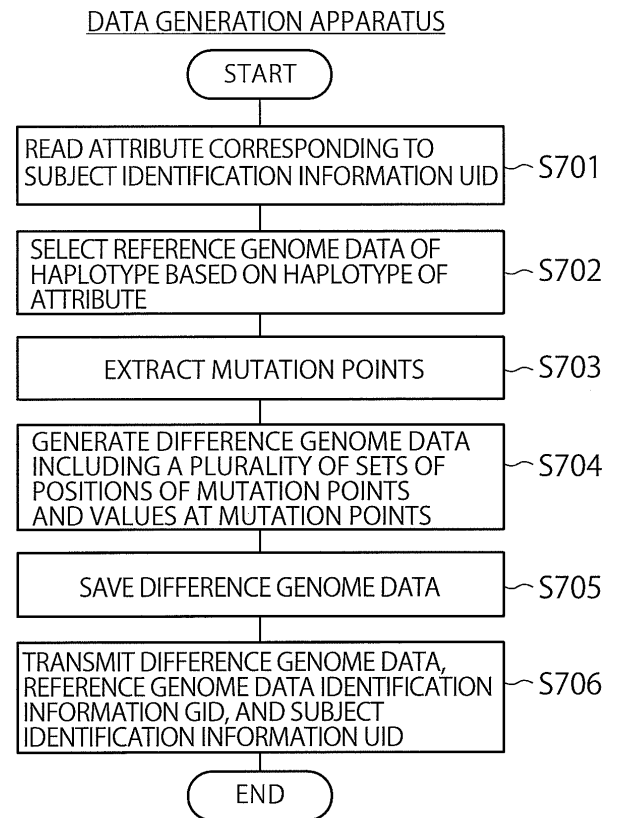 DATA GENERATION APPARATUS
START
READ ATTRIBUTE CORRESPONDING TO
SUBJECT IDENTIFICATION INFORMATION UID
S701
SELECT REFERENCE GENOME DATA OF
HAPLOTYPE BASED ON HAPLOTYPE OF
ATTRIBUTE
S702
EXTRACT MUTATION POINTS
S703
GENERATE DIFFERENCE GENOME DATA
INCLUDING A PLURALITY OF SETS OF
POSITIONS OF MUTATION POINTS
AND VALUES AT MUTATION POINTS
S704
SAVE DIFFERENCE GENOME DATA
S705
TRANSMIT DIFFERENCE GENOME DATA,
REFERENCE GENOME DATA IDENTIFICATION
INFORMATION GID, AND SUBJECT
IDENTIFICATION INFORMATION UID
S706
END